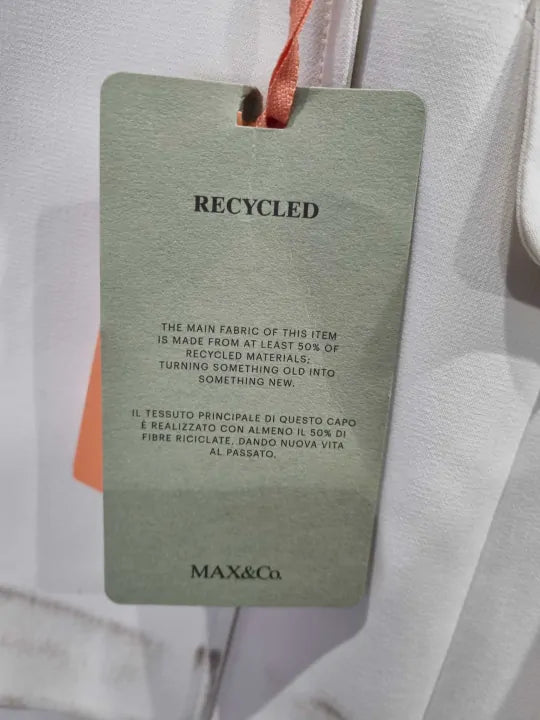 RECYCLED
THE MAIN FABRIC OF THIS ITEM
IS MADE FROM AT LEAST 50% OF
RECYCLED MATERIALS;
TURNING SOMETHING OLD INTO
SOMETHING NEW.
IL TESSUTO PRINCIPALE DI QUESTO CAPO
È REALIZZATO CON ALMENO IL 50% DI
FIBRE RICICLATE, DANDO NUOVA VITA
AL PASSATO.
MAX&Co.